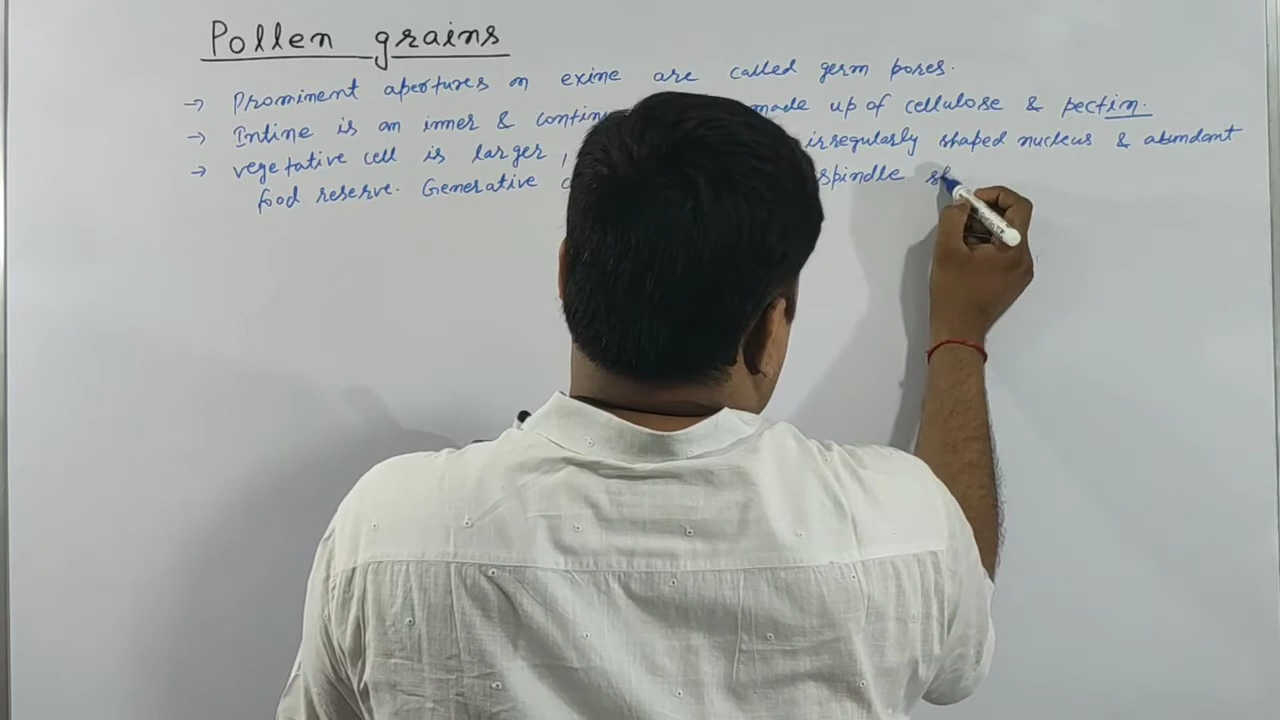 Pollen grains
→ Prominent apertures on exine are called germ pores.
→ Intine is an inner & made up of cellulose & pectin.
→ vegetative cell is larger, irregularly shaped nucleus & abundant
food reserve. Generative spindle